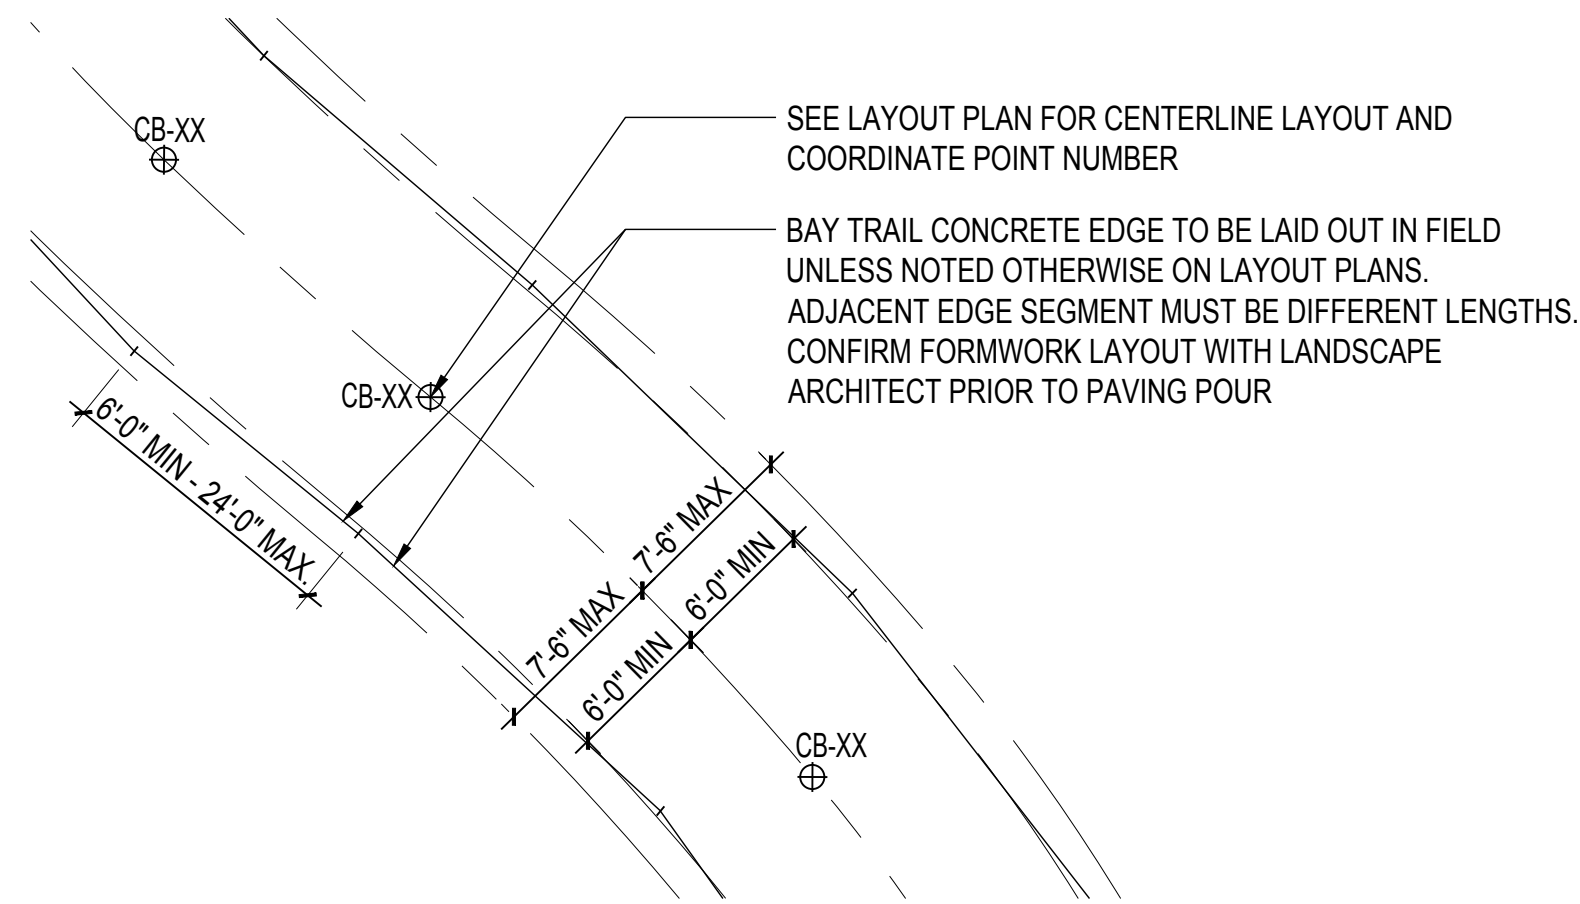 CB-XX
SEE LAYOUT PLAN FOR CENTERLINE LAYOUT AND
COORDINATE POINT NUMBER
BAY TRAIL CONCRETE EDGE TO BE LAID OUT IN FIELD
UNLESS NOTED OTHERWISE ON LAYOUT PLANS.
ADJACENT EDGE SEGMENT MUST BE DIFFERENT LENGTHS.
CONFIRM FORMWORK LAYOUT WITH LANDSCAPE
ARCHITECT PRIOR TO PAVING POUR
CB-XX
6'-0" MIN - 24'-0" MAX.
7'-6" MAX
7'-6" MAX
6'-0" MIN
6'-0" MIN
CB-XX